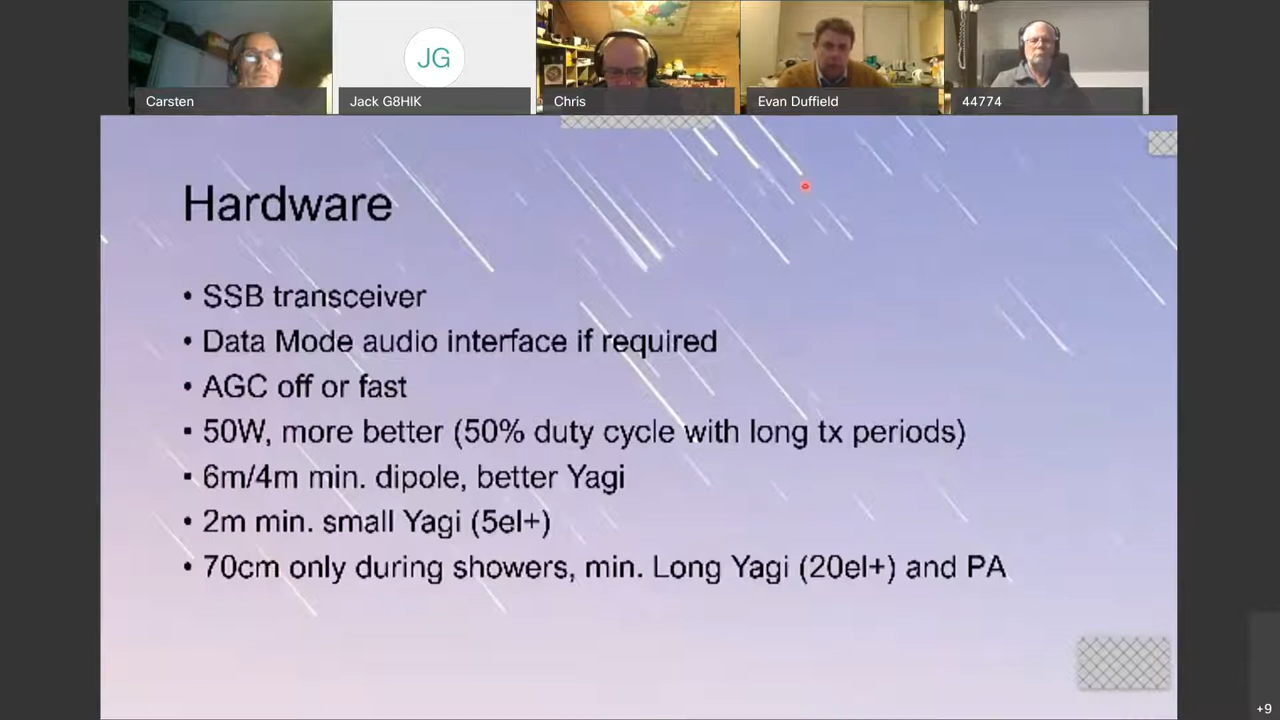 JG
Carsten
Jack G8HIK
Chris
Evan Duffield
44774
Hardware
• SSB transceiver
• Data Mode audio interface if required
• AGC off or fast
• 50W, more better (50% duty cycle with long tx periods)
• 6m/4m min. dipole, better Yagi
• 2m min. small Yagi (5el+)
• 70cm only during showers, min. Long Yagi (20el+) and PA
+9